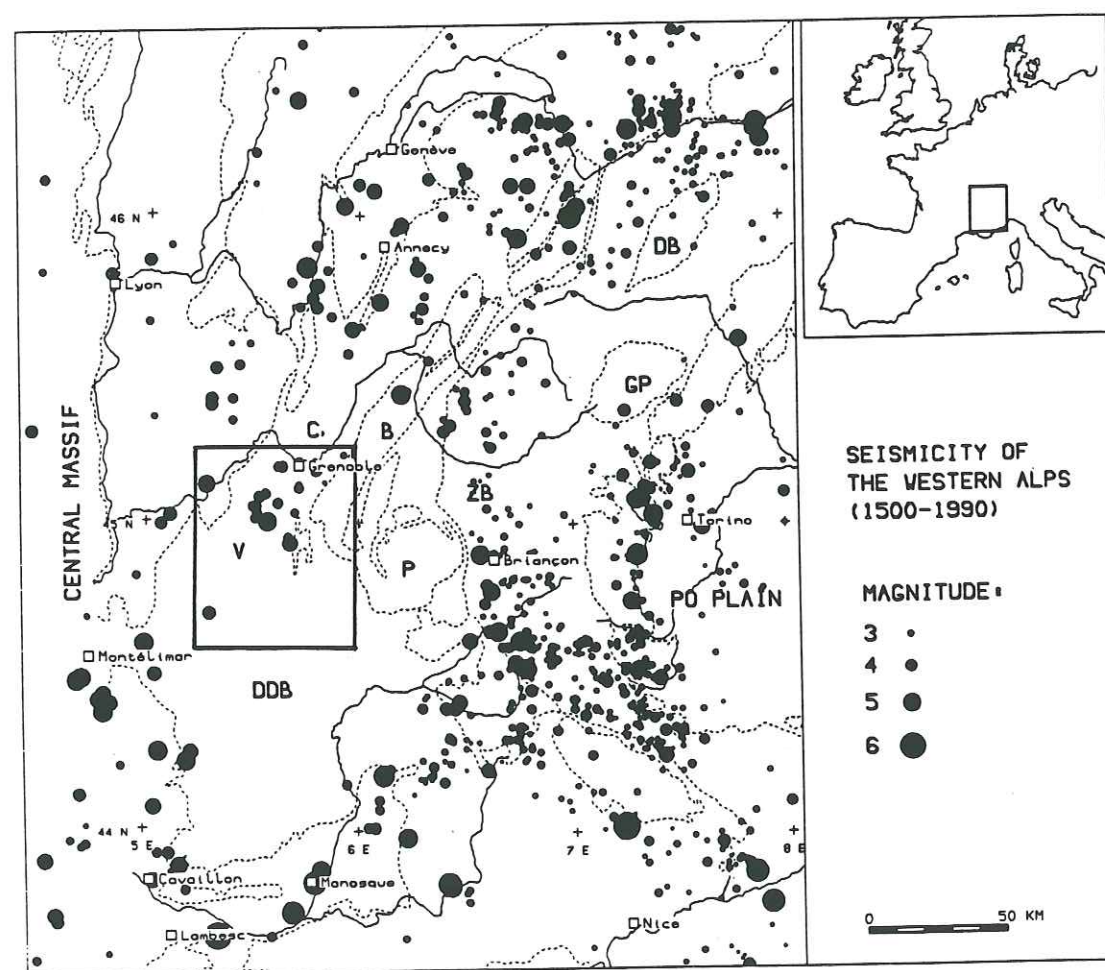 Genève
46 N
Annecy
DB
Lyon
GP
C.
B
Grenoble
ZB
5 N
Torino
CENTRAL MASSIF
V
Briançon
P
PO PLAIN
Montélimar
DDB
44 N
5 E
6 E
7 E
8 E
Cavaillon
Manosque
Lambesc
Nice
SEISMICITY OF
THE WESTERN ALPS
(1500-1990)
MAGNITUDE:
3
4
5
6
0 50 KM